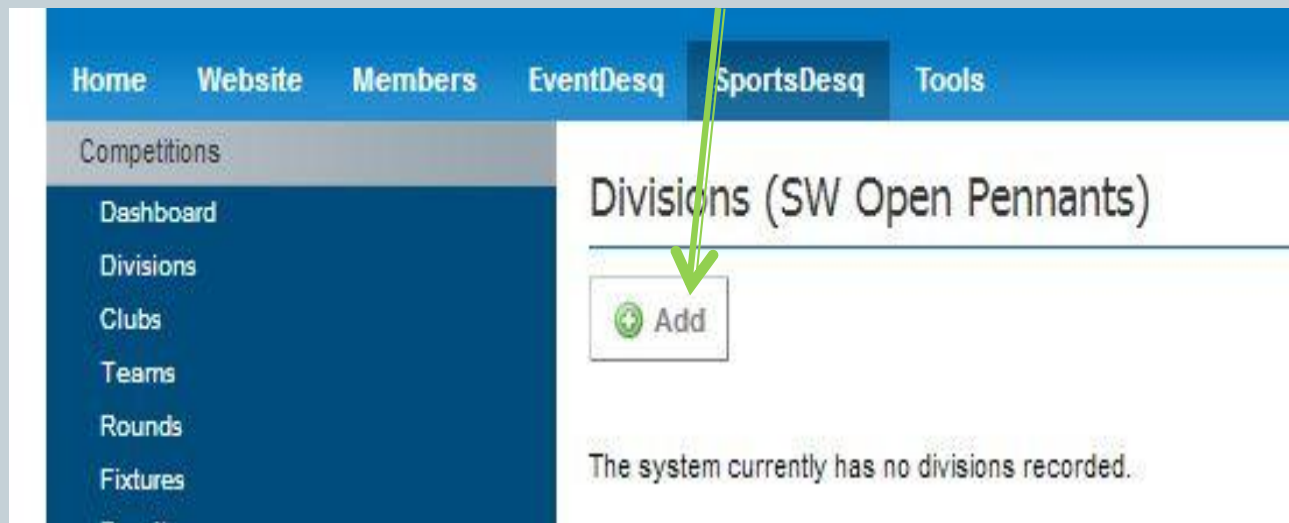 Home Website Members EventDesq SportsDesq Tools
Competitions
Dashboard
Divisions
Clubs
Teams
Rounds
Fixtures
Divisions (SW Open Pennants)
Add
The system currently has no divisions recorded.